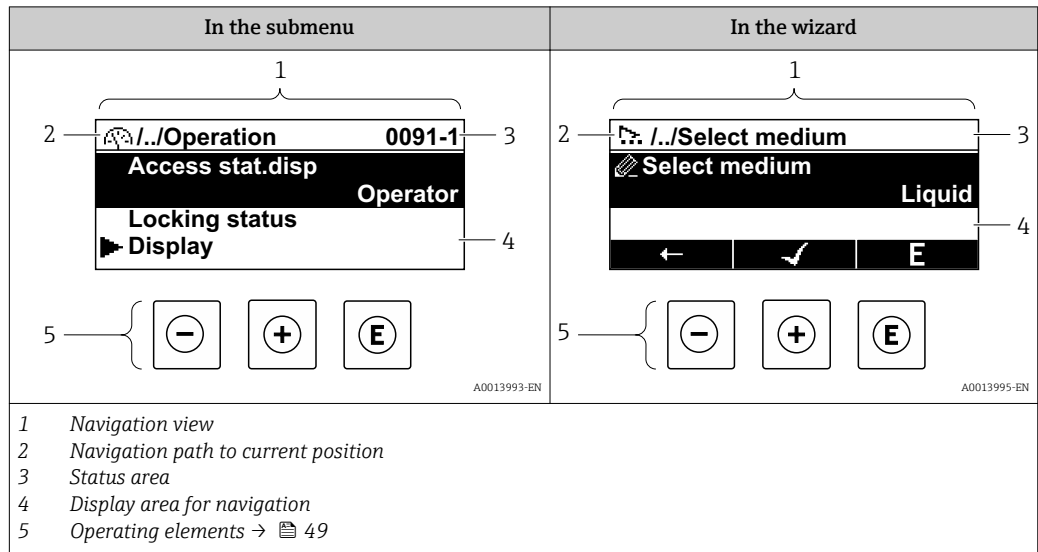 In the submenu In the wizard
1 1
2 /../Operation 0091-1 3 2 /../Select medium 3
Access stat.disp Select medium
Operator Liquid
Locking status
Display 4 4
← ✓ E
5 − + E 5 − + E
A0013993-EN A0013995-EN
1 Navigation view
2 Navigation path to current position
3 Status area
4 Display area for navigation
5 Operating elements → 49